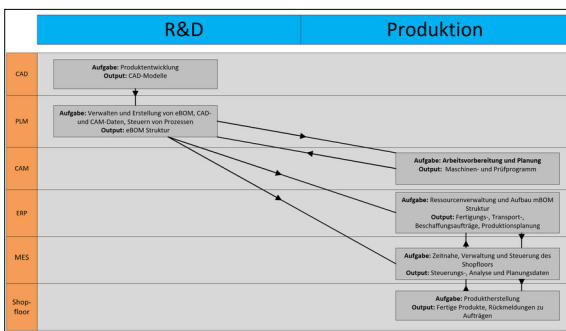 R&D
Produktion
CAD
Aufgabe: Produktentwicklung
Output: CAD-Modelle
PLM
Aufgabe: Verwalten und Erstellung von eBOM, CAD-
und CAM-Daten, Steuern von Prozessen
Output: eBOM Struktur
CAM
Aufgabe: Arbeitsvorbereitung und Planung
Output: Maschinen- und Prüfprogramm
ERP
Aufgabe: Ressourcenverwaltung und Aufbau mBOM
Struktur
Output: Fertigungs-, Transport-,
Beschaffungsaufträge, Produktionsplanung
MES
Aufgabe: Zeitnahe, Verwaltung und Steuerung des
Shopfloors
Output: Steuerungs-, Analyse und Planungsdaten
Shop-
floor
Aufgabe: Produktherstellung
Output: Fertige Produkte, Rückmeldungen zu
Aufträgen